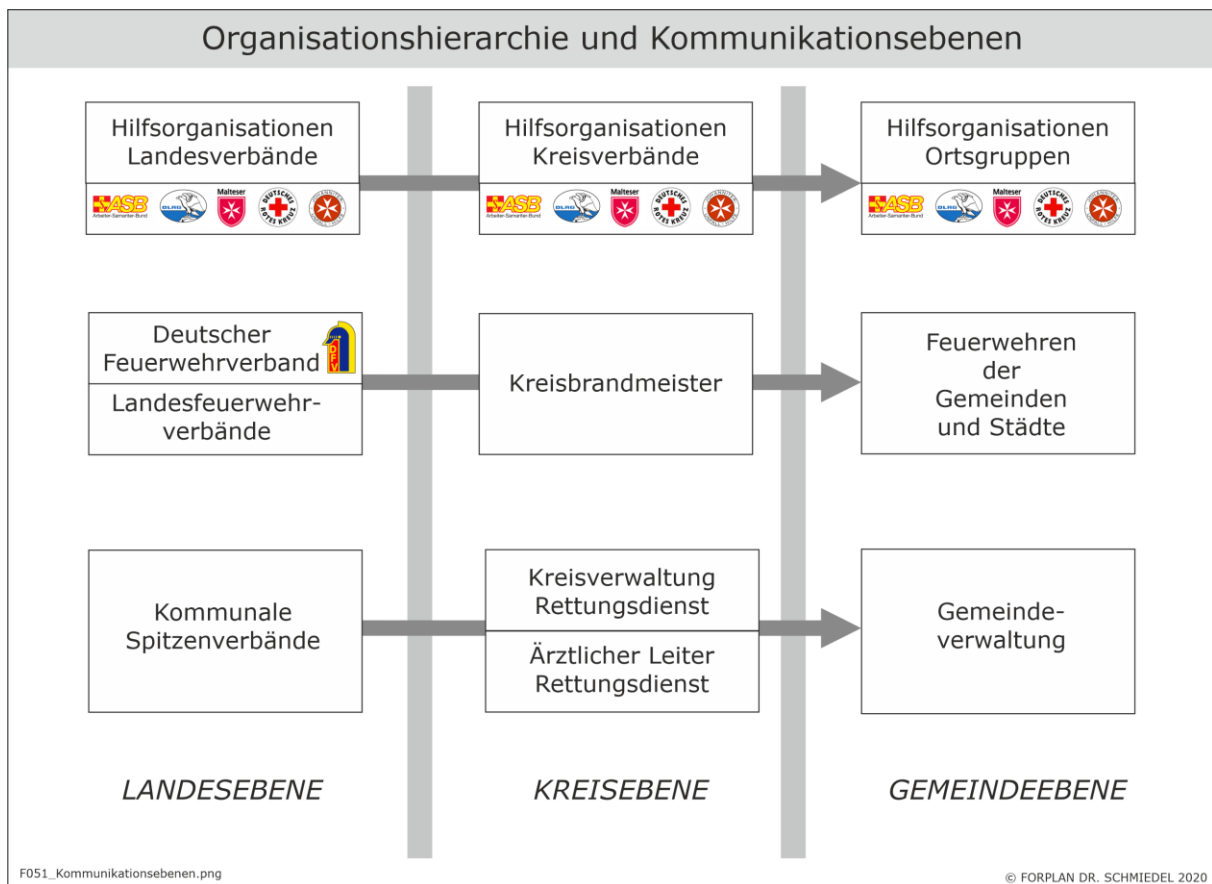 Organisationshierarchie und Kommunikationsebenen
Hilfsorganisationen
Landesverbände
ASB
Arbeiter-Samariter-Bund
DLRG
Malteser
DEUTSCHES
ROTES KREUZ
Hilfsorganisationen
Kreisverbände
ASB
Arbeiter-Samariter-Bund
DLRG
Malteser
DEUTSCHES
ROTES KREUZ
Hilfsorganisationen
Ortsgruppen
ASB
Arbeiter-Samariter-Bund
DLRG
Malteser
DEUTSCHES
ROTES KREUZ
Deutscher
Feuerwehrverband
DFV
Landesfeuerwehr-
verbände
Kreisbrandmeister
Feuerwehren
der
Gemeinden
und Städte
Kommunale
Spitzenverbände
Kreisverwaltung
Rettungsdienst
Ärztlicher Leiter
Rettungsdienst
Gemeinde-
verwaltung
LANDESEBENE
KREISEBENE
GEMEINDEEBENE
F051_Kommunikationsebenen.png
© FORPLAN DR. SCHMIEDEL 2020